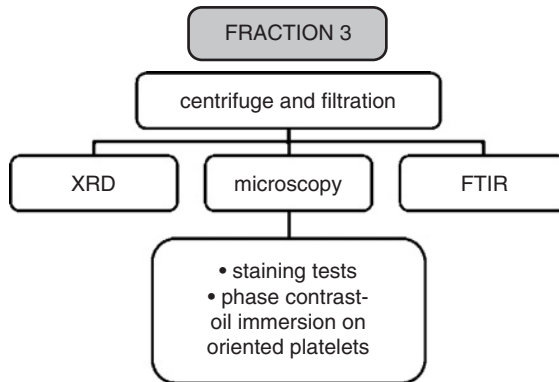 FRACTION 3
centrifuge and filtration
XRD
microscopy
FTIR
• staining tests
• phase contrast-
oil immersion on
oriented platelets